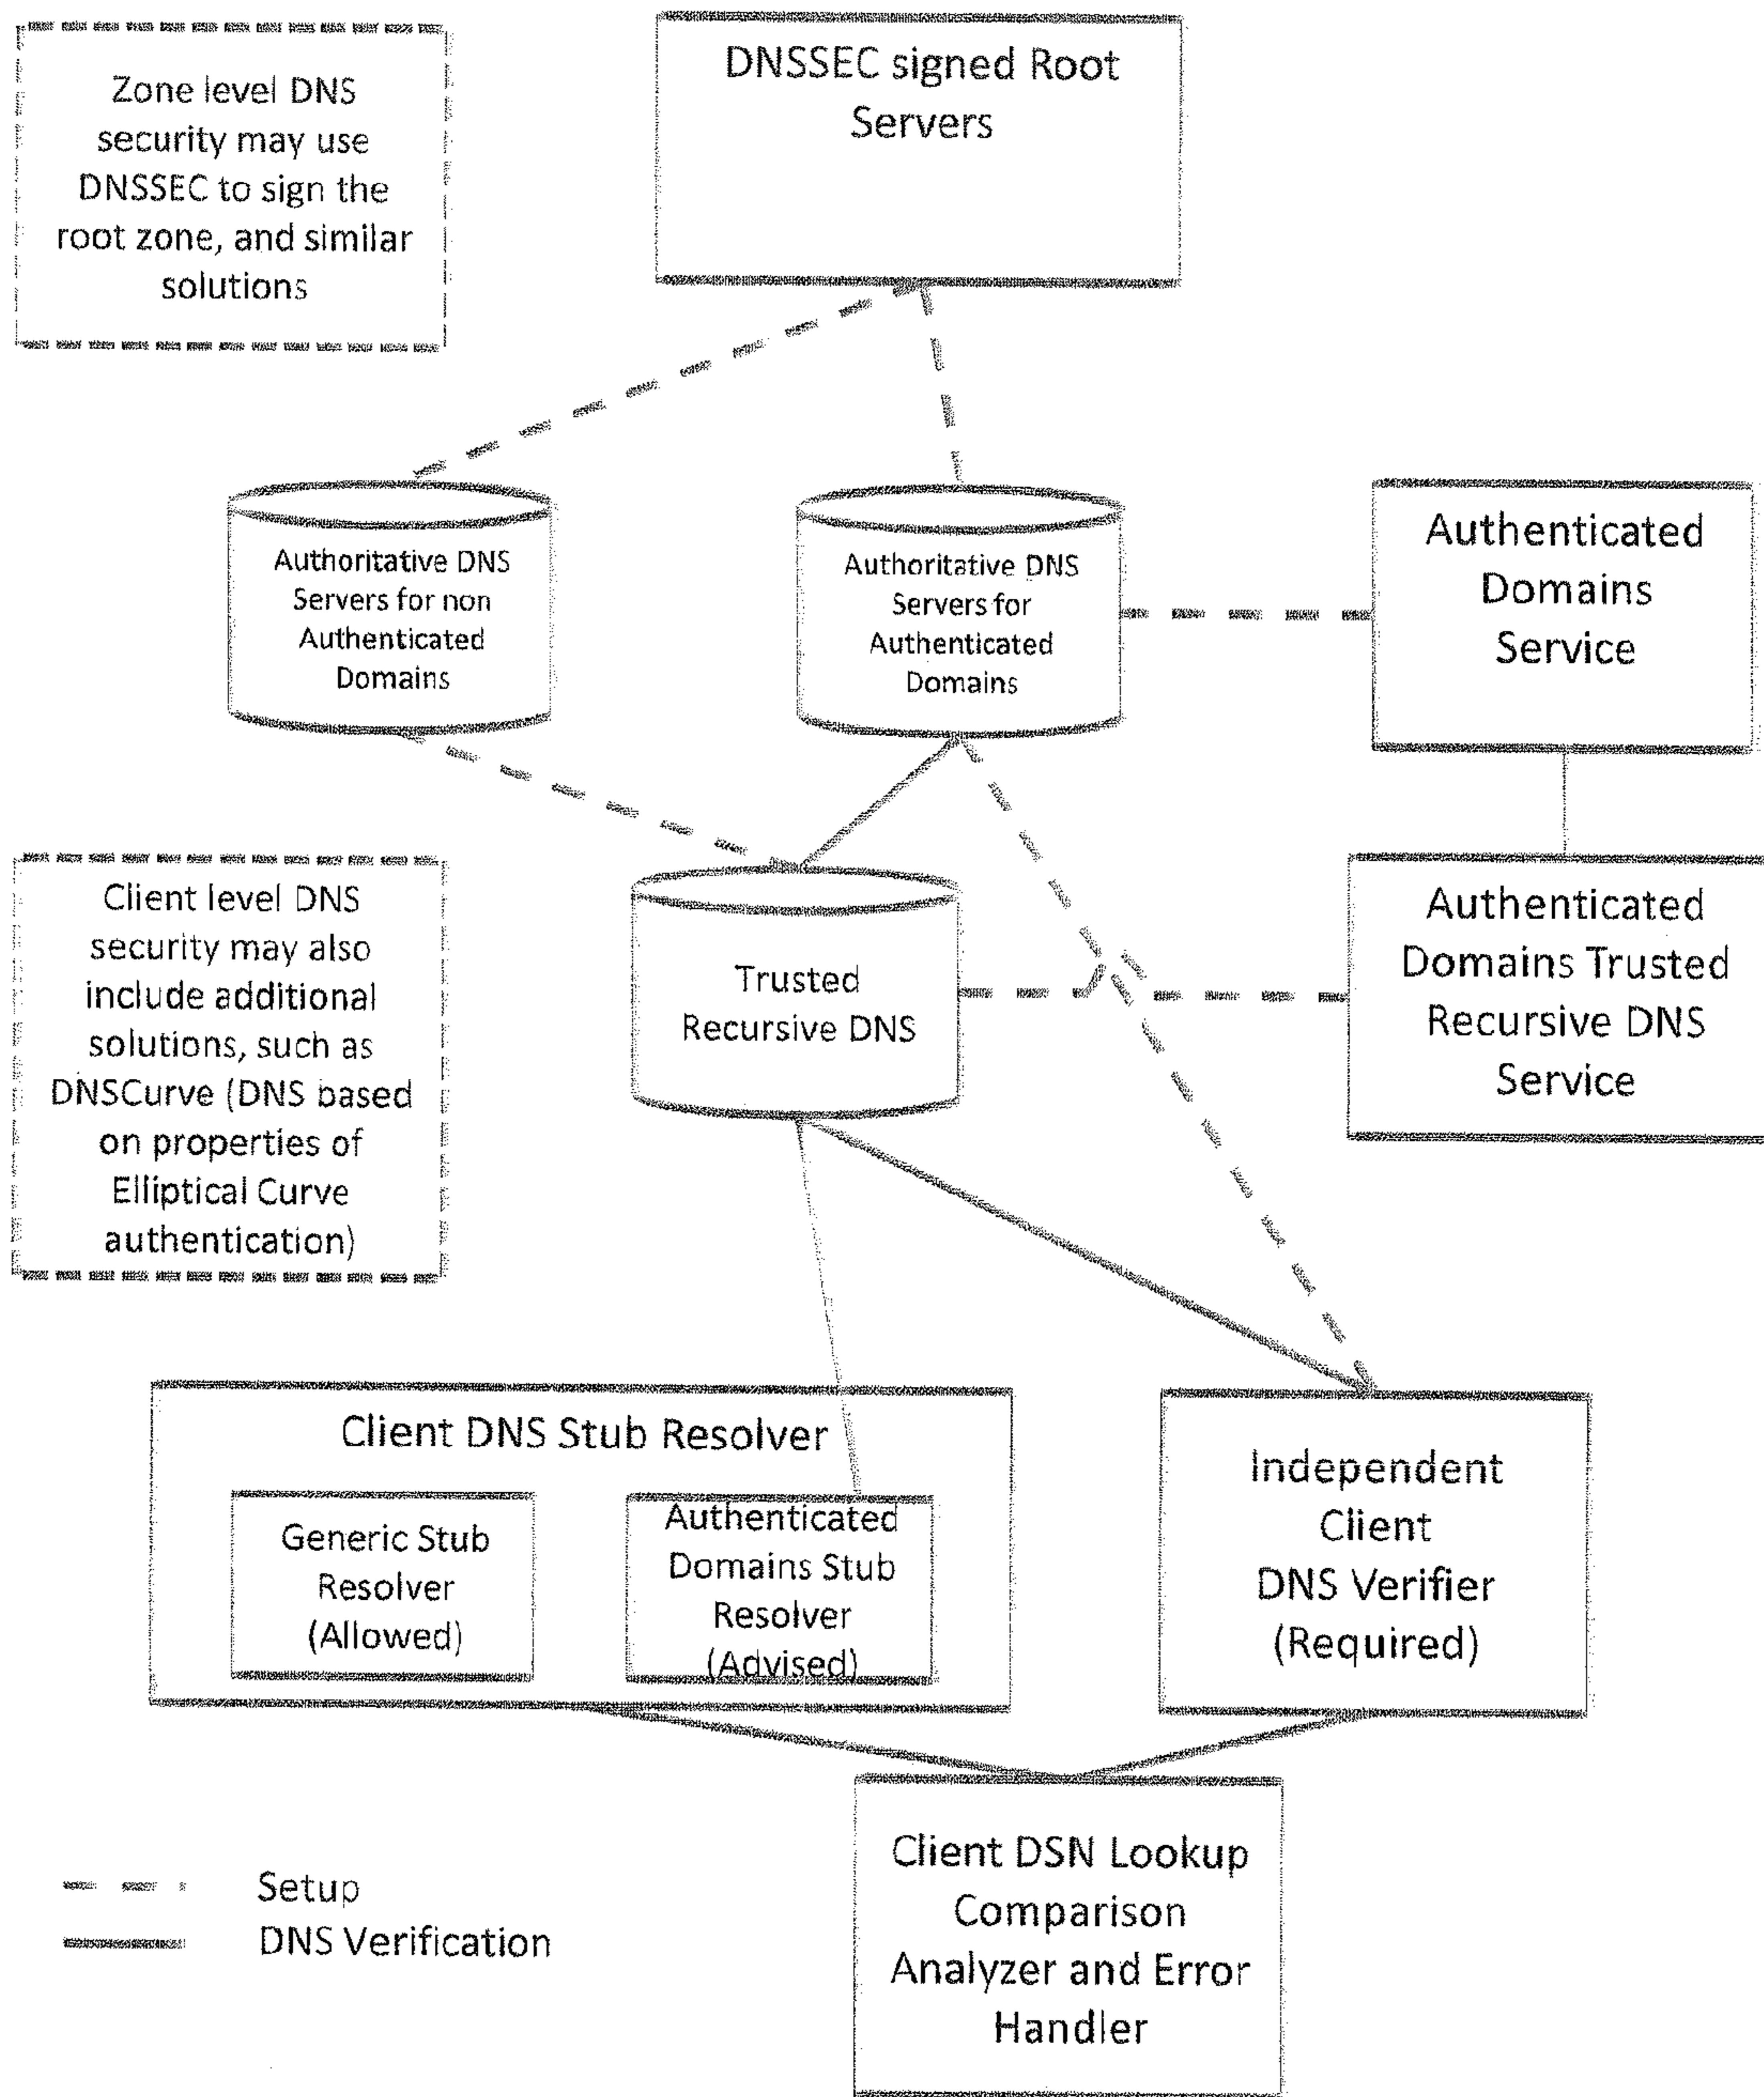 Zone level DNS
security may use
DNSSEC to sign the
root zone, and similar
solutions
DNSSEC signed Root
Servers
Authoritative DNS
Servers for non
Authenticated
Domains
Authoritative DNS
Servers for
Authenticated
Domains
Authenticated
Domains
Service
Client level DNS
security may also
include additional
solutions, such as
DNSCurve (DNS based
on properties of
Elliptical Curve
authentication)
Trusted
Recursive DNS
Authenticated
Domains Trusted
Recursive DNS
Service
Client DNS Stub Resolver
Generic Stub
Resolver
(Allowed)
Authenticated
Domains Stub
Resolver
(Advised)
Independent
Client
DNS Verifier
(Required)
Setup
DNS Verification
Client DSN Lookup
Comparison
Analyzer and Error
Handler